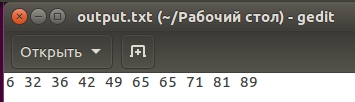 output.txt (~/Рабочий стол) - gedit
Открыть
6 32 36 42 49 65 65 71 81 89